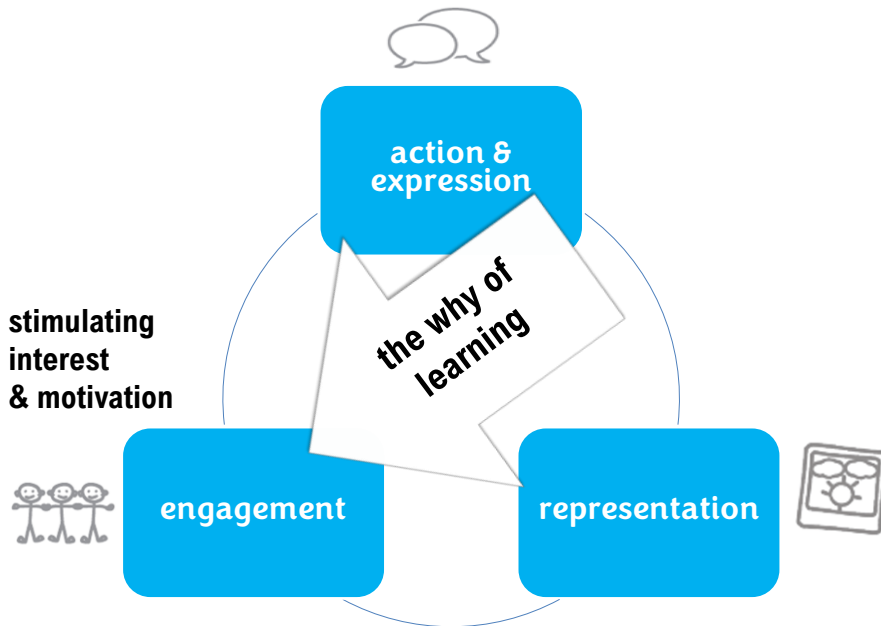 action &
expression
the why of
learning
stimulating
interest
& motivation
engagement
representation